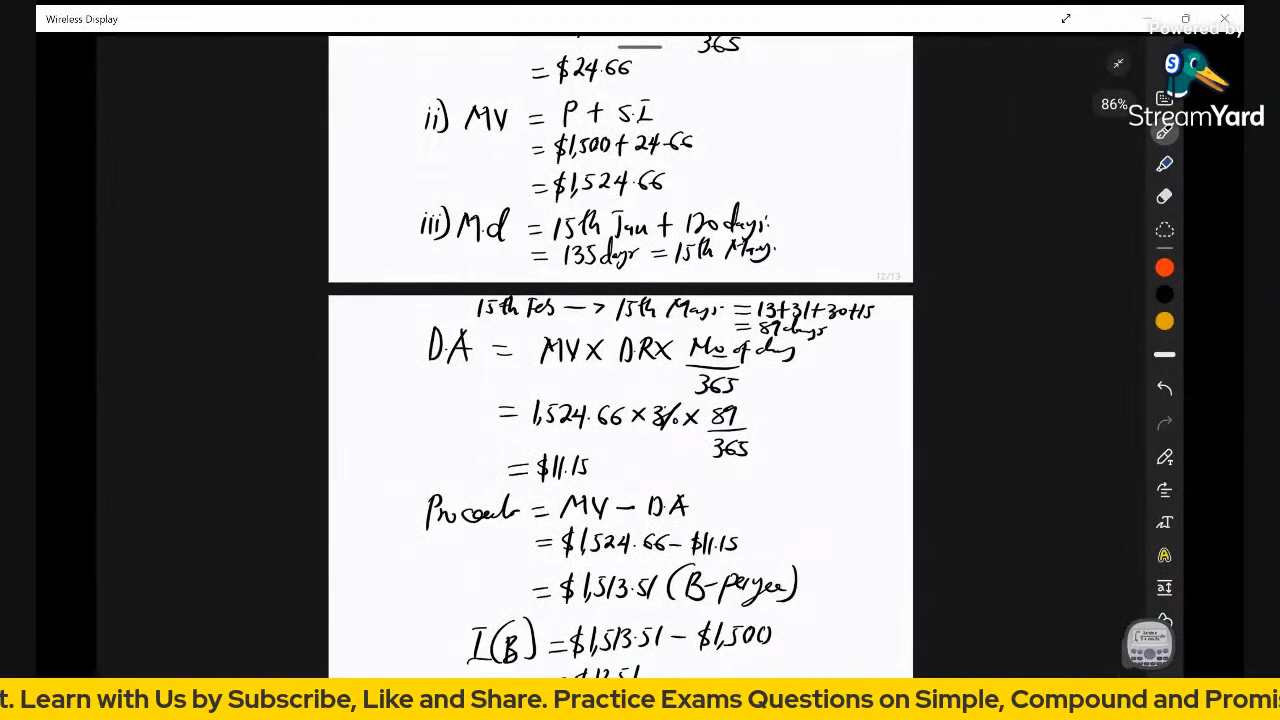 Wireless Display
Powered by
StreamYard
86%
365
= $24.66
ii) MV = P + S.I
= $1,500 + 24.66
= $1,524.66
iii) M.d = 15th Jan + 120 days.
= 135 days = 15th May.
12/13
15th Feb —> 15th May. = 13+31+30+15
= 89 days
D.A = MV x D.R x No of day
365
= 1,524.66 x 3% x 89
365
= $11.15
= MV - D.A
= $1,524.66 - $11.15
= $1,513.51 (B-payee)
I(B) = $1,513.51 - $1,500
= $13.51
t. Learn with Us by Subscribe, Like and Share. Practice Exams Questions on Simple, Compound and Promi